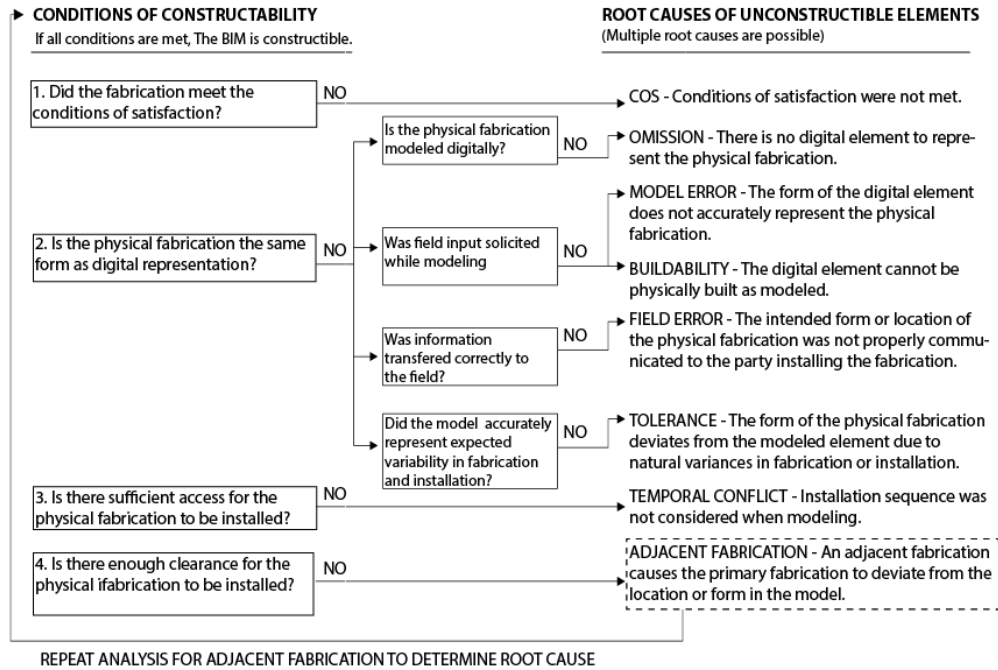 CONDITIONS OF CONSTRUCTABILITY
If all conditions are met, The BIM is constructible.
ROOT CAUSES OF UNCONSTRUCTIBLE ELEMENTS
(Multiple root causes are possible)
1. Did the fabrication meet the
conditions of satisfaction?
NO
COS - Conditions of satisfaction were not met.
2. Is the physical fabrication the same
form as digital representation?
NO
Is the physical fabrication
modeled digitally?
NO
OMISSION - There is no digital element to repre-
sent the physical fabrication.
Was field input solicited
while modeling
NO
MODEL ERROR - The form of the digital element
does not accurately represent the physical
fabrication.
BUILDABILITY - The digital element cannot be
physically built as modeled.
Was information
transfered correctly to
the field?
NO
FIELD ERROR - The intended form or location of
the physical fabrication was not properly commu-
nicated to the party installing the fabrication.
Did the model accurately
represent expected
variability in fabrication
and installation?
NO
TOLERANCE - The form of the physical fabrication
deviates from the modeled element due to
natural variances in fabrication or installation.
3. Is there sufficient access for the
physical fabrication to be installed?
NO
TEMPORAL CONFLICT - Installation sequence was
not considered when modeling.
4. Is there enough clearance for the
physical ifabrication to be installed?
NO
ADJACENT FABRICATION - An adjacent fabrication
causes the primary fabrication to deviate from the
location or form in the model.
REPEAT ANALYSIS FOR ADJACENT FABRICATION TO DETERMINE ROOT CAUSE